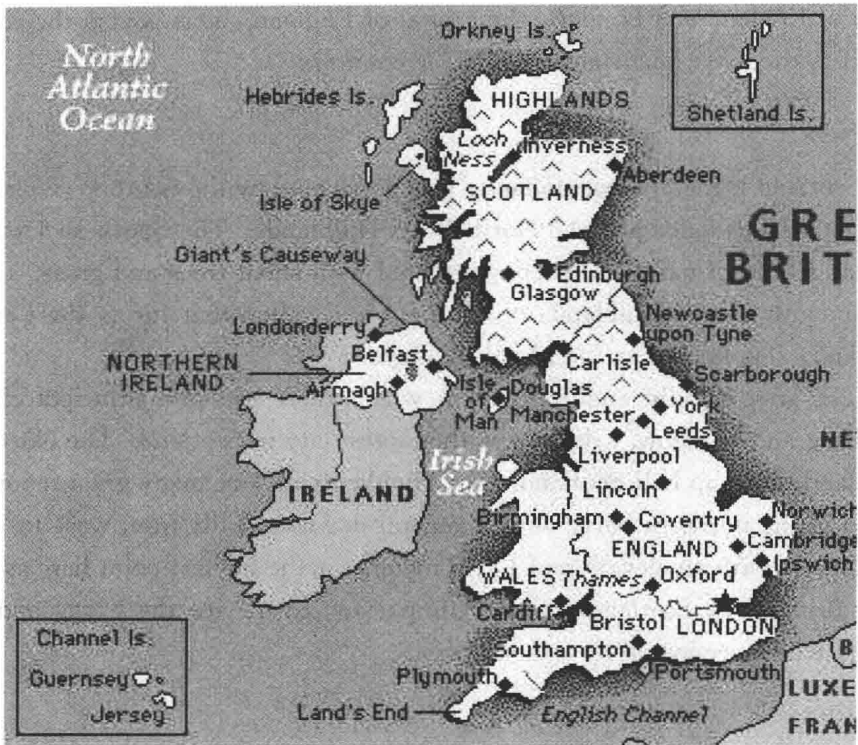 Orkney Is.
North
Atlantic
Ocean
Shetland Is.
Hebrides Is.
HIGHLANDS
Loch
Ness
Inverness
Aberdeen
SCOTLAND
Isle of Skye
GRE
BRIT
Giant's Causeway
Edinburgh
Glasgow
Newcastle
upon Tyne
Londonderry
Belfast
Carlisle
NORTHERN
IRELAND
Armagh
Isle
of
Man
Douglas
Scarborough
Manchester
York
Leeds
NE
Liverpool
Irish
Sea
IRELAND
Lincoln
Norwich
Birmingham
Coventry
Cambridge
ENGLAND
Ipswich
WALES
Thames
Oxford
Cardiff
Bristol
LONDON
Channel Is.
Guernsey
Jersey
Southampton
Portsmouth
Plymouth
Land's End
English Channel
B
LUXE
FRAN